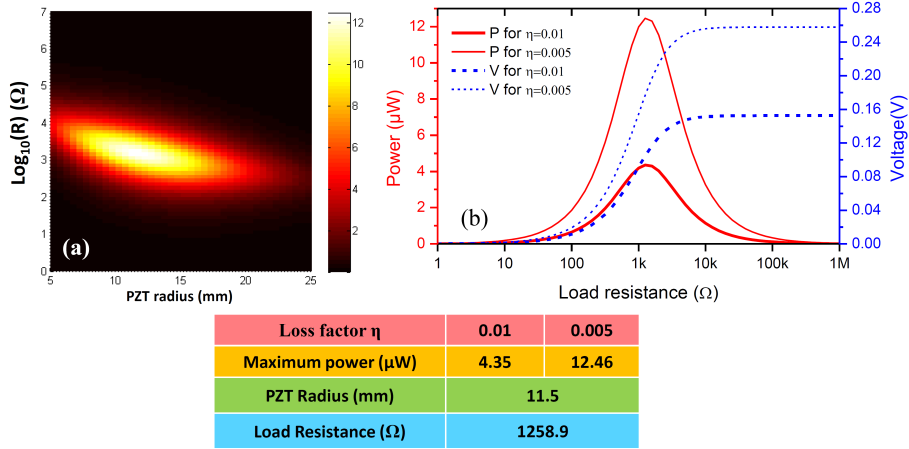 7
6
5
4
3
2
1
0
Log10(R) (Ω)
(a)
5
10
15
20
25
PZT radius (mm)
12
10
8
6
4
2
12
10
8
6
4
2
0
Power (μW)
P for η=0.01
P for η=0.005
V for η=0.01
V for η=0.005
(b)
0.28
0.24
0.20
0.16
0.12
0.08
0.04
0.00
Voltage(V)
1 10 100 1k 10k 100k 1M
Load resistance (Ω)
Loss factor η 0.01 0.005
Maximum power (μW) 4.35 12.46
PZT Radius (mm) 11.5
Load Resistance (Ω) 1258.9